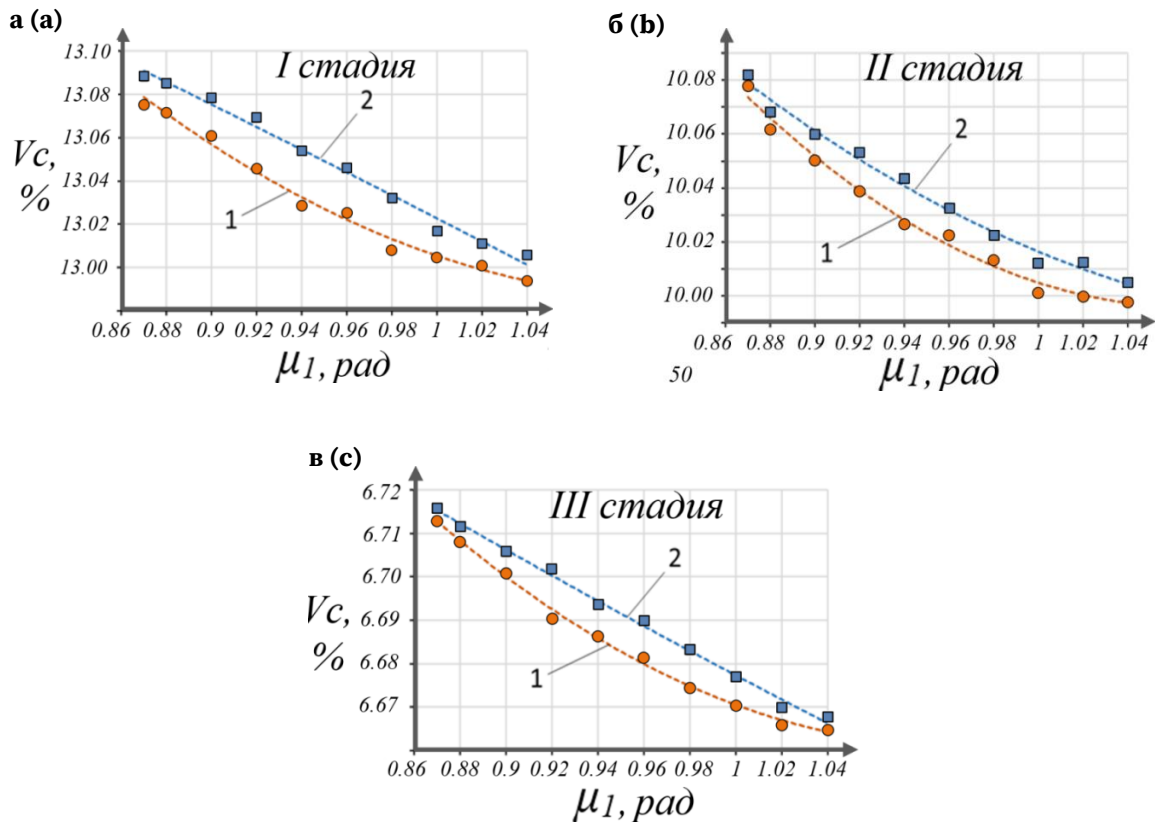 а (a)
I стадия
13.10
13.08
13.06
13.04
13.02
13.00
Vc,
%
2
1
0.86 0.88 0.9 0.92 0.94 0.96 0.98 1 1.02 1.04
μ1, рад
б (b)
II стадия
10.08
10.06
10.04
10.02
10.00
Vc,
%
2
1
0.86 0.88 0.9 0.92 0.94 0.96 0.98 1 1.02 1.04
50
μ1, рад
в (c)
III стадия
6.72
6.71
6.70
6.69
6.68
6.67
Vc,
%
2
1
0.86 0.88 0.9 0.92 0.94 0.96 0.98 1 1.02 1.04
μ1, рад